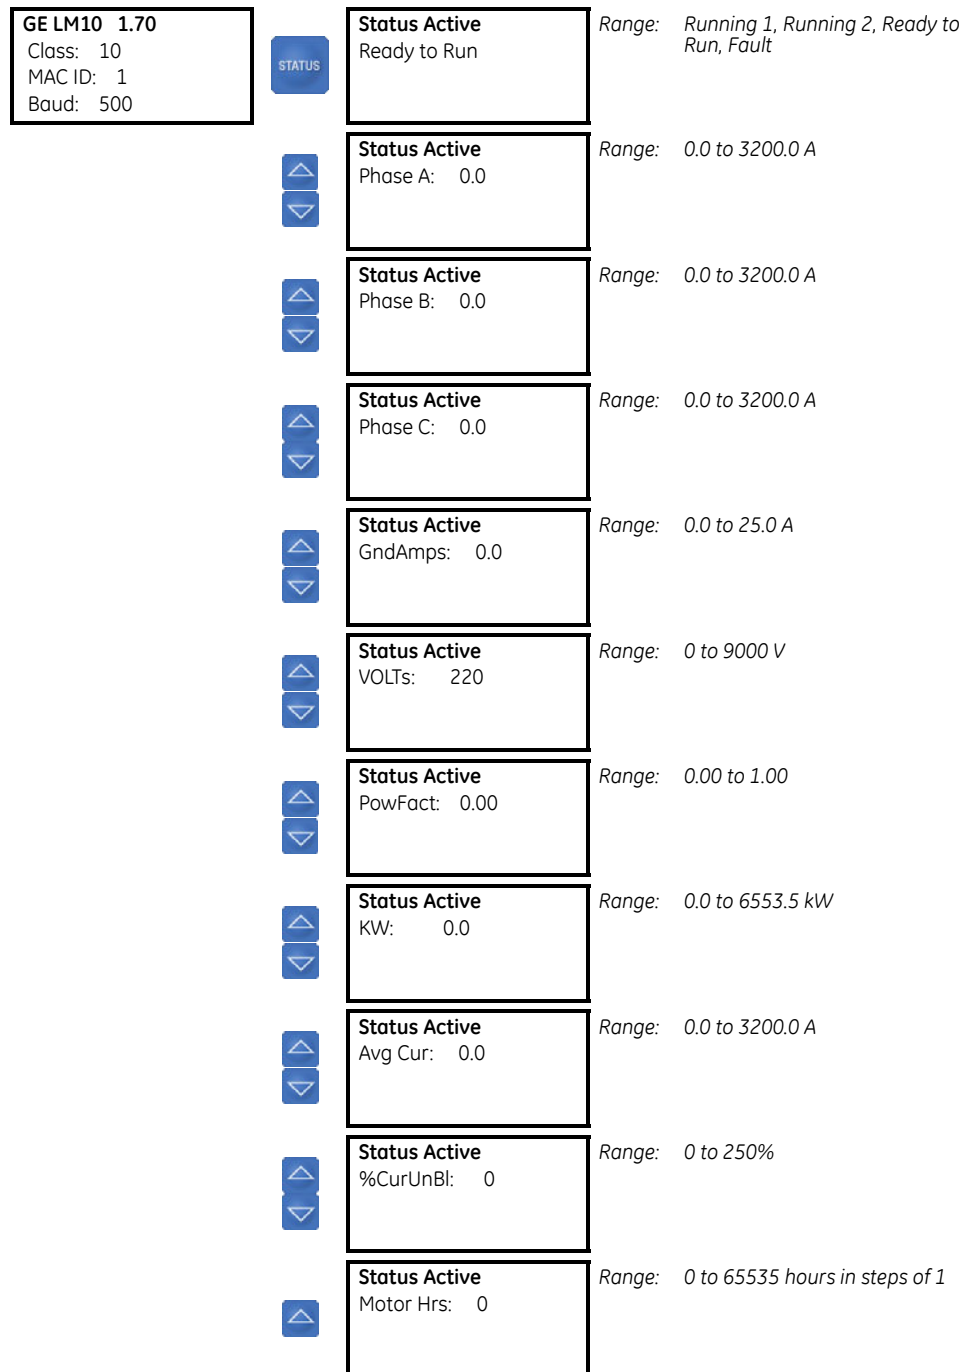 GE LM10 1.70
Class: 10
MAC ID: 1
Baud: 500
STATUS
Status Active
Ready to Run
Range: Running 1, Running 2, Ready to
Run, Fault
Status Active
Phase A: 0.0
Range: 0.0 to 3200.0 A
Status Active
Phase B: 0.0
Range: 0.0 to 3200.0 A
Status Active
Phase C: 0.0
Range: 0.0 to 3200.0 A
Status Active
GndAmps: 0.0
Range: 0.0 to 25.0 A
Status Active
VOLTs: 220
Range: 0 to 9000 V
Status Active
PowFact: 0.00
Range: 0.00 to 1.00
Status Active
KW: 0.0
Range: 0.0 to 6553.5 kW
Status Active
Avg Cur: 0.0
Range: 0.0 to 3200.0 A
Status Active
%CurUnBl: 0
Range: 0 to 250%
Status Active
Motor Hrs: 0
Range: 0 to 65535 hours in steps of 1